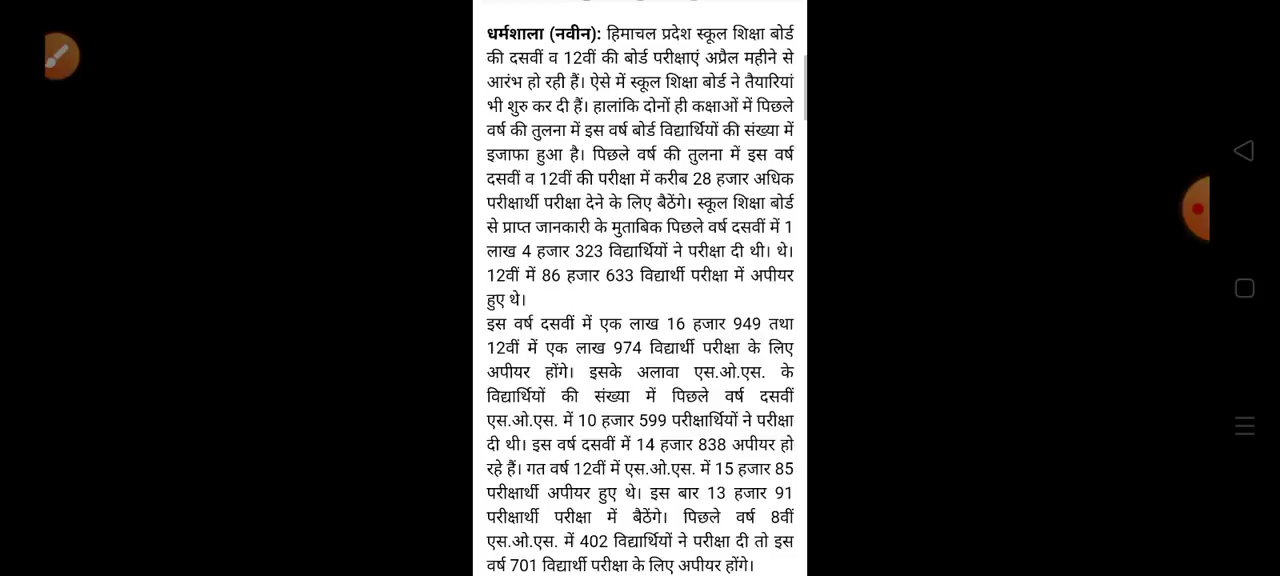 धर्मशाला (नवीन): हिमाचल प्रदेश स्कूल शिक्षा बोर्ड
की दसवीं व 12वीं की बोर्ड परीक्षाएं अप्रैल महीने से
आरंभ हो रही हैं। ऐसे में स्कूल शिक्षा बोर्ड ने तैयारियां
भी शुरु कर दी हैं। हालांकि दोनों ही कक्षाओं में पिछले
वर्ष की तुलना में इस वर्ष बोर्ड विद्यार्थियों की संख्या में
इजाफा हुआ है। पिछले वर्ष की तुलना में इस वर्ष
दसवीं व 12वीं की परीक्षा में करीब 28 हजार अधिक
परीक्षार्थी परीक्षा देने के लिए बैठेंगे। स्कूल शिक्षा बोर्ड
से प्राप्त जानकारी के मुताबिक पिछले वर्ष दसवीं में 1
लाख 4 हजार 323 विद्यार्थियों ने परीक्षा दी थी। थे।
12वीं में 86 हजार 633 विद्यार्थी परीक्षा में अपीयर
हुए थे।
इस वर्ष दसवीं में एक लाख 16 हजार 949 तथा
12वीं में एक लाख 974 विद्यार्थी परीक्षा के लिए
अपीयर होंगे। इसके अलावा एस.ओ.एस. के
विद्यार्थियों की संख्या में पिछले वर्ष दसवीं
एस.ओ.एस. में 10 हजार 599 परीक्षार्थियों ने परीक्षा
दी थी। इस वर्ष दसवीं में 14 हजार 838 अपीयर हो
रहे हैं। गत वर्ष 12वीं में एस.ओ.एस. में 15 हजार 85
परीक्षार्थी अपीयर हुए थे। इस बार 13 हजार 91
परीक्षार्थी परीक्षा में बैठेंगे। पिछले वर्ष 8वीं
एस.ओ.एस. में 402 विद्यार्थियों ने परीक्षा दी तो इस
वर्ष 701 विद्यार्थी परीक्षा के लिए अपीयर होंगे।